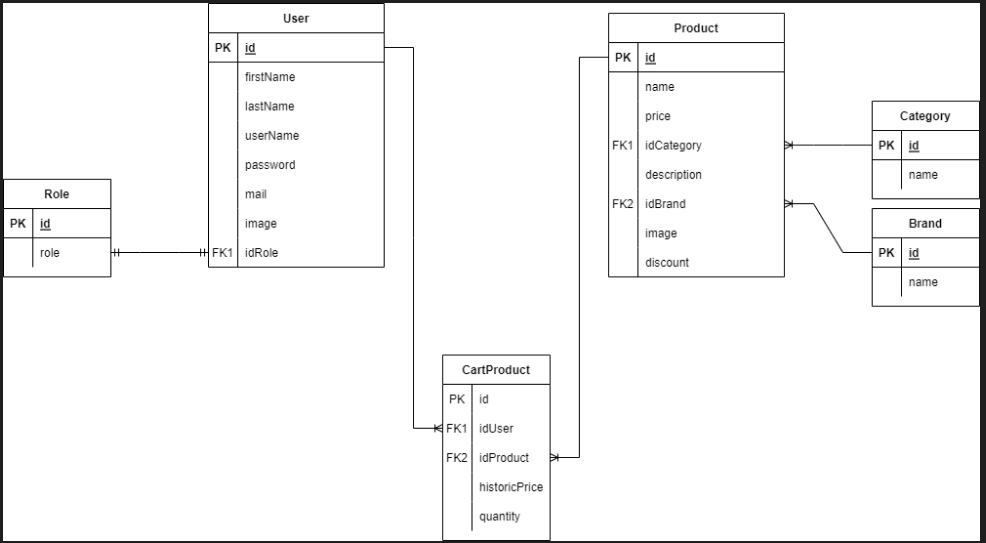 User
PK id
firstName
lastName
userName
password
mail
image
FK1 idRole
Role
PK id
role
Product
PK id
name
price
FK1 idCategory
description
FK2 idBrand
image
discount
Category
PK id
name
Brand
PK id
name
CartProduct
PK id
FK1 idUser
FK2 idProduct
historicPrice
quantity